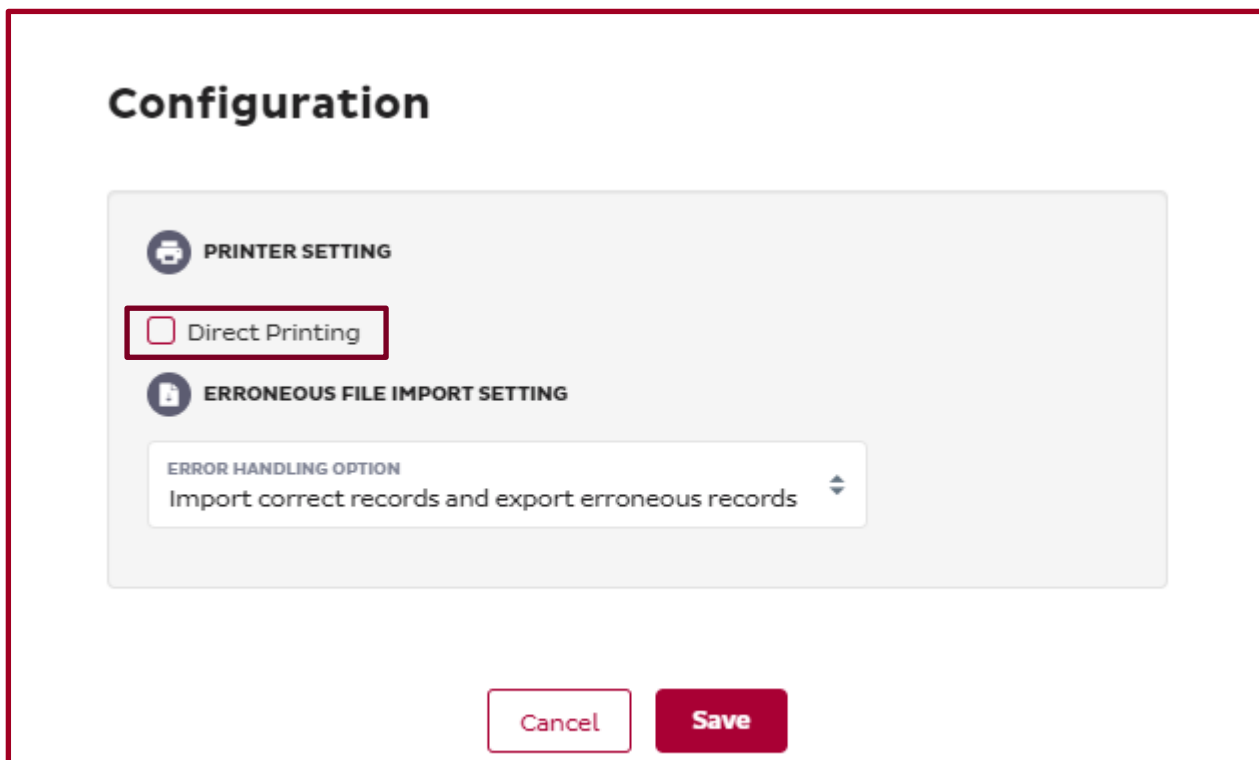 Configuration
PRINTER SETTING
Direct Printing
ERRONEOUS FILE IMPORT SETTING
ERROR HANDLING OPTION
Import correct records and export erroneous records
Cancel
Save